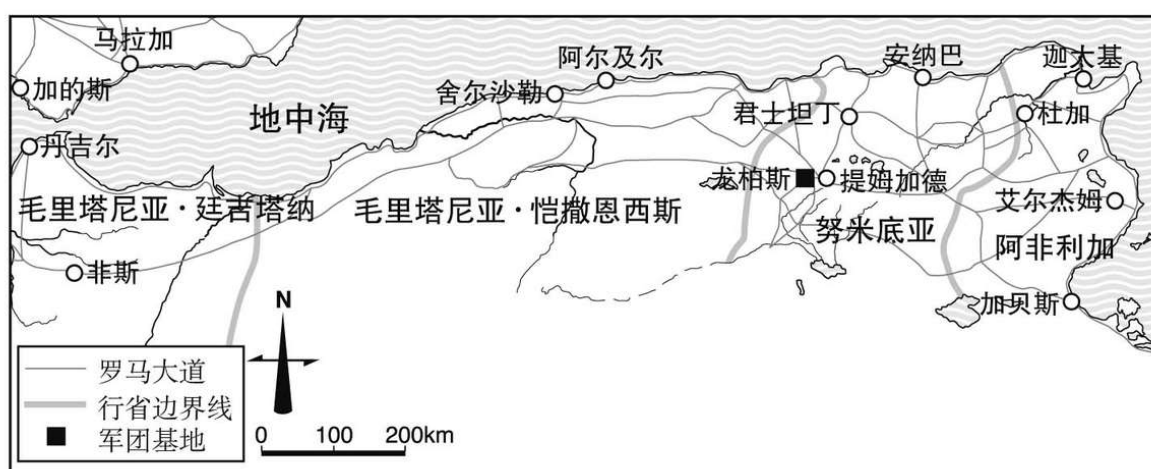 马拉加
加的斯
丹吉尔
地中海
舍尔沙勒
阿尔及尔
安纳巴
迦太基
君士坦丁
杜加
龙柏斯
提姆加德
艾尔杰姆
毛里塔尼亚·廷吉塔纳
毛里塔尼亚·恺撒恩西斯
努米底亚
阿非利加
非斯
加贝斯
N
罗马大道
行省边界线
军团基地
0 100 200km